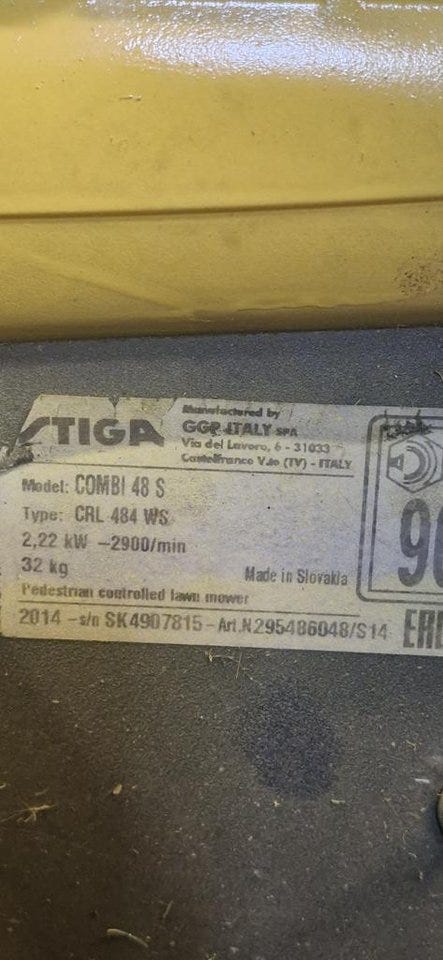 STIGA
Manufactured by
GGP ITALY SPA
Via del Lavoro, 6 - 31033
Castelfranco V.to (TV) - ITALY
Model: COMBI 48 S
Type: CRL 484 WS
2,22 kW -2900/min
32 kg
Made in Slovakia
Pedestrian controlled lawn mower
2014 -s/n SK4907815 - Art.N295486048/S14